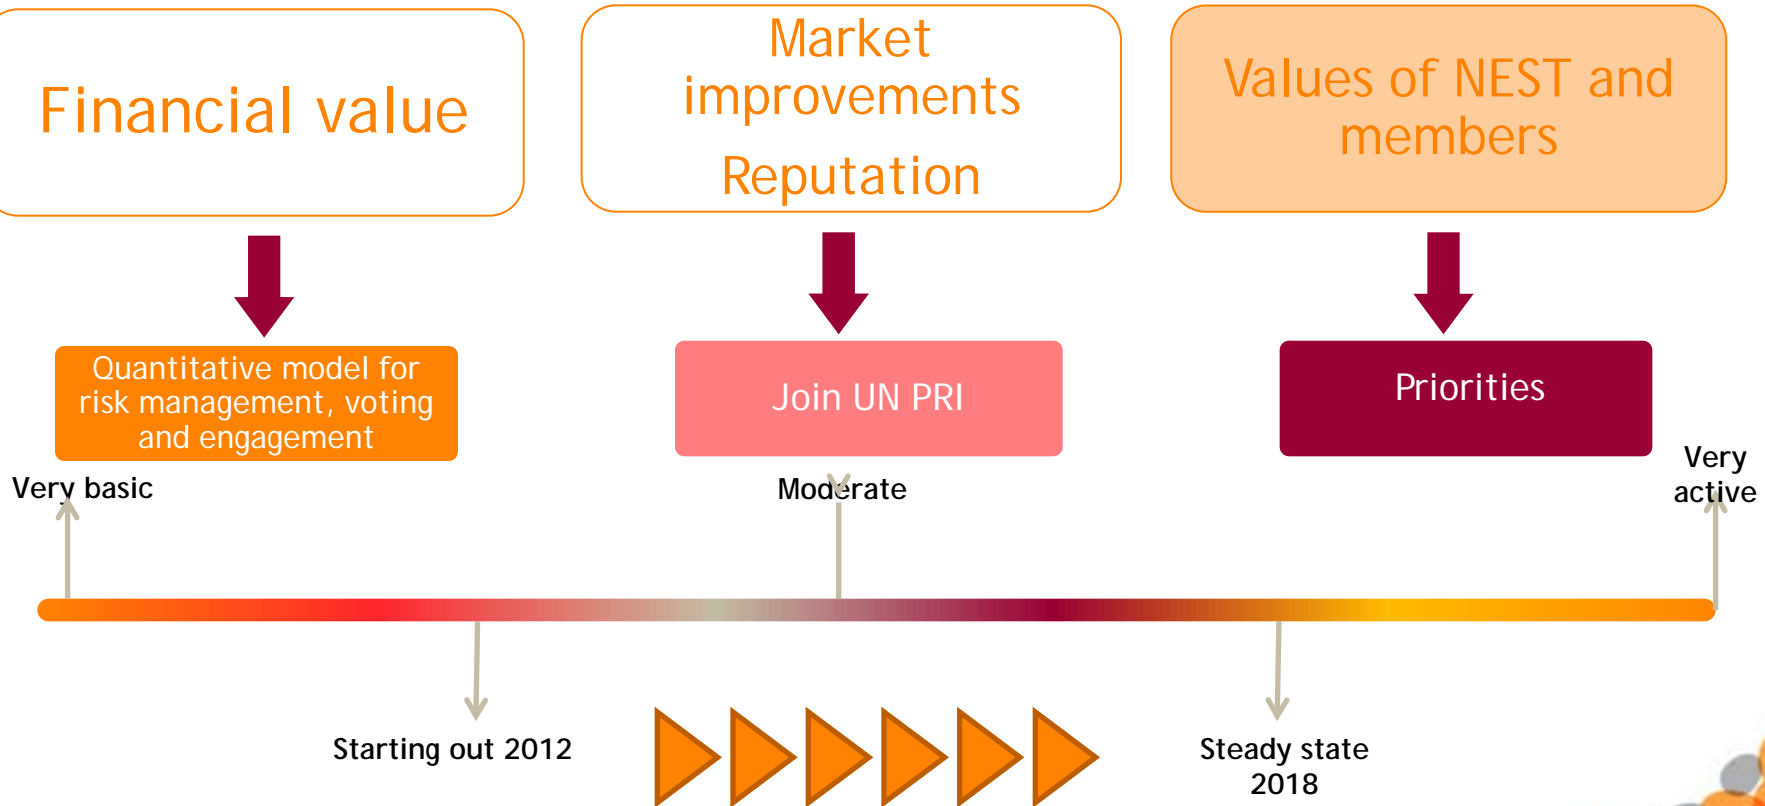 Financial value
Market
improvements
Reputation
Values of NEST and
members
Quantitative model for
risk management, voting
and engagement
Join UN PRI
Priorities
Very basic
Moderate
Very
active
Starting out 2012
Steady state
2018